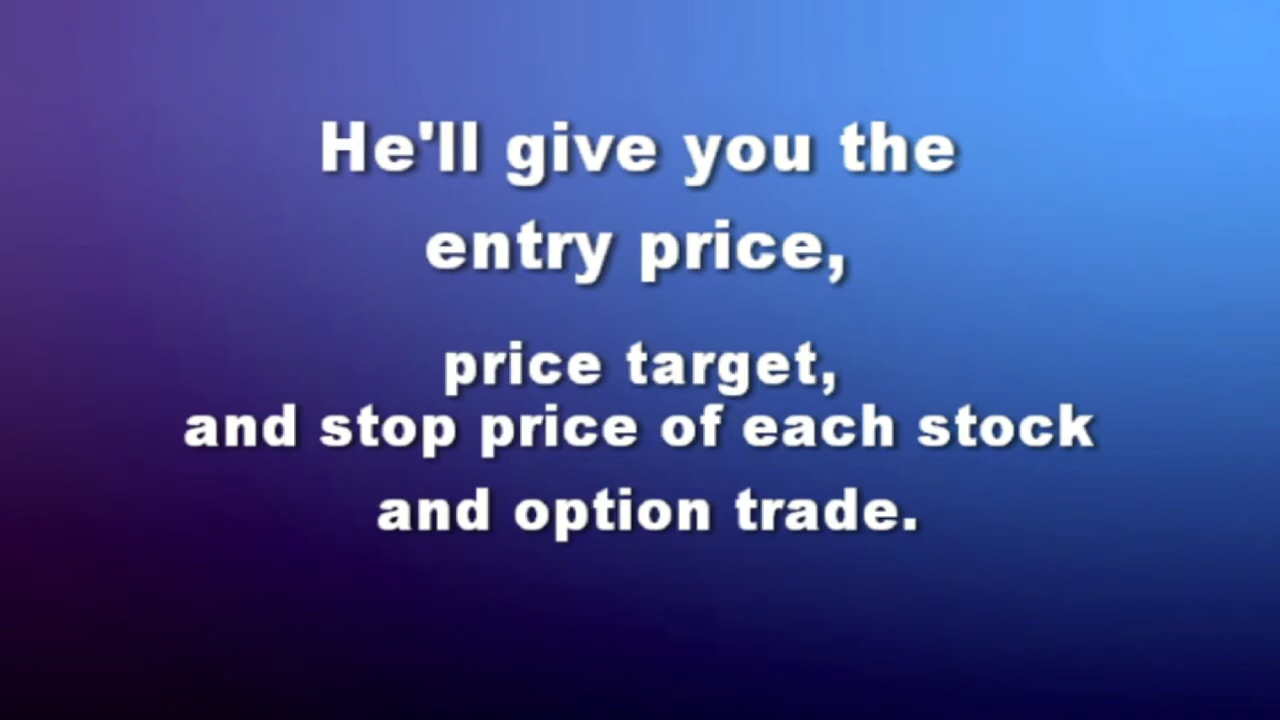 He'll give you the
entry price,
price target,
and stop price of each stock
and option trade.